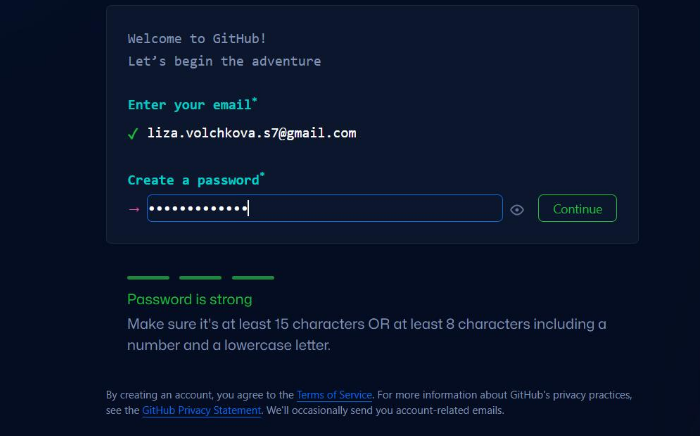 Welcome to GitHub!
Let’s begin the adventure
Enter your email*
✓ liza.volchkova.s7@gmail.com
Create a password*
→ ••••••••••••• Continue
Password is strong
Make sure it's at least 15 characters OR at least 8 characters including a
number and a lowercase letter.
By creating an account, you agree to the Terms of Service. For more information about GitHub's privacy practices,
see the GitHub Privacy Statement. We'll occasionally send you account-related emails.